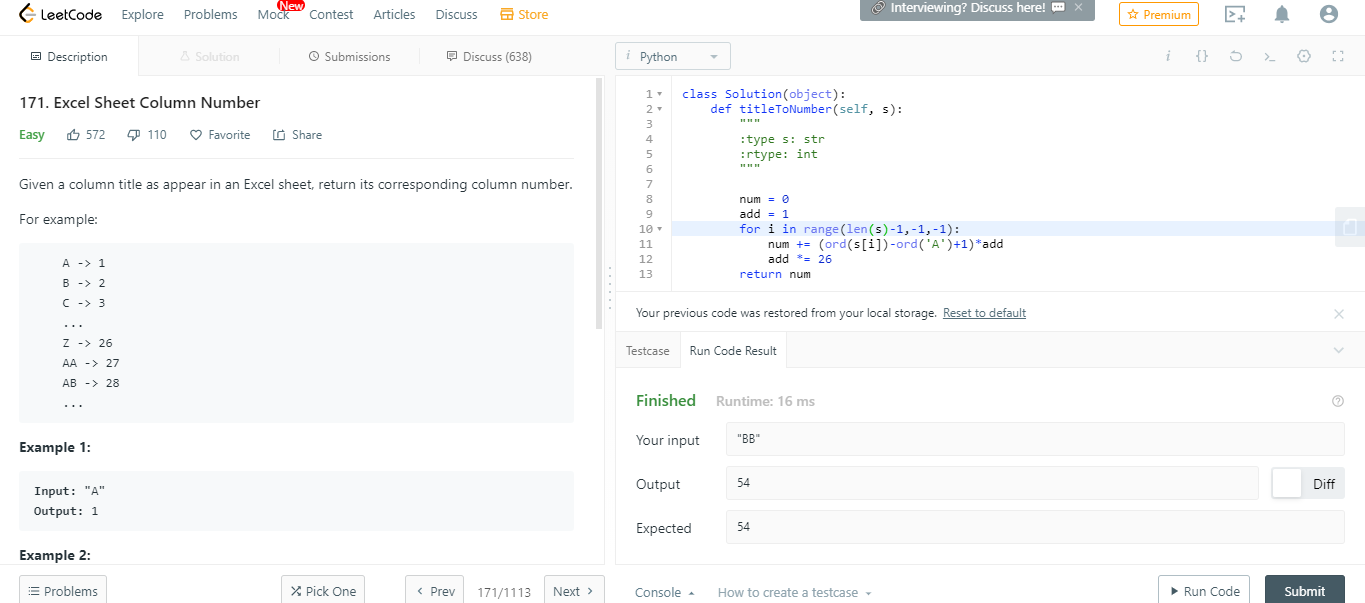 LeetCode Explore Problems Mock New Contest Articles Discuss Store Interviewing? Discuss here! × Premium
Description Solution Submissions Discuss (638)
171. Excel Sheet Column Number
Easy 572 110 Favorite Share
Given a column title as appear in an Excel sheet, return its corresponding column number.
For example:
A -> 1
B -> 2
C -> 3
...
Z -> 26
AA -> 27
AB -> 28
...
Example 1:
Input: "A"
Output: 1
Example 2:
Problems Pick One < Prev 171/1113 Next >
i Python i {} >_
1 class Solution(object):
2 def titleToNumber(self, s):
3 """
4 :type s: str
5 :rtype: int
6 """
7
8 num = 0
9 add = 1
10 for i in range(len(s)-1,-1,-1):
11 num += (ord(s[i])-ord('A')+1)*add
12 add *= 26
13 return num
Your previous code was restored from your local storage. Reset to default
Testcase Run Code Result
Finished Runtime: 16 ms
Your input "BB"
Output 54 Diff
Expected 54
Console How to create a testcase Run Code Submit